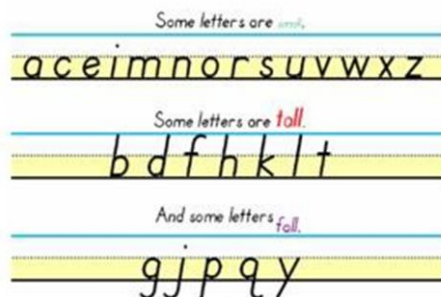 Some letters are small.
a c e i m n o r s u v w x z
Some letters are tall.
b d f h k l t
And some letters fall.
g j p q y